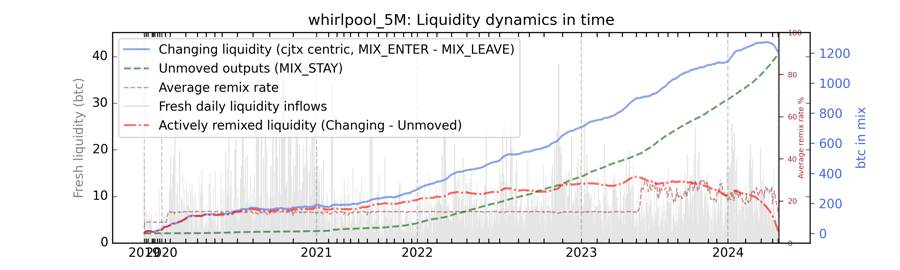 whirlpool_5M: Liquidity dynamics in time
Fresh liquidity (btc)
40
30
20
10
0
Changing liquidity (cjtx centric, MIX_ENTER - MIX_LEAVE)
Unmoved outputs (MIX_STAY)
Average remix rate
Fresh daily liquidity inflows
Actively remixed liquidity (Changing - Unmoved)
100
80
60
40
20
0
Average remix rate %
1200
1000
800
600
400
200
0
btc in mix
2020
2021
2022
2023
2024